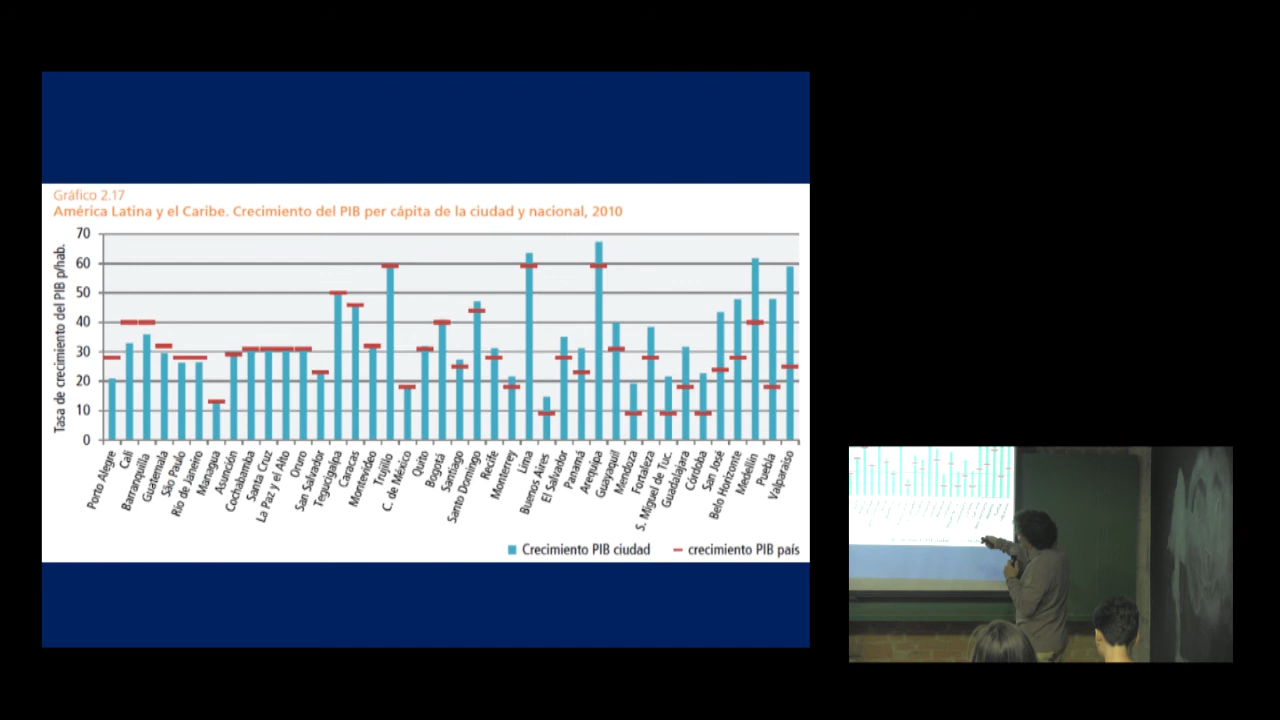 Gráfico 2.17
América Latina y el Caribe. Crecimiento del PIB per cápita de la ciudad y nacional, 2010
Tasa de crecimiento del PIB p/hab.
70
60
50
40
30
20
10
0
Porto Alegre
Cali
Barranquilla
Guatemala
São Paulo
Río de Janeiro
Managua
Asunción
Cochabamba
Santa Cruz
La Paz y el Alto
Oruro
San Salvador
Tegucigalpa
Caracas
Montevideo
Trujillo
C. de México
Quito
Bogotá
Santiago
Santo Domingo
Recife
Monterrey
Lima
Buenos Aires
El Salvador
Panamá
Arequipa
Guayaquil
Mendoza
Fortaleza
S. Miguel de Tuc.
Guadalajara
Córdoba
San José
Belo Horizonte
Medellín
Puebla
Valparaíso
Crecimiento PIB ciudad
crecimiento PIB país